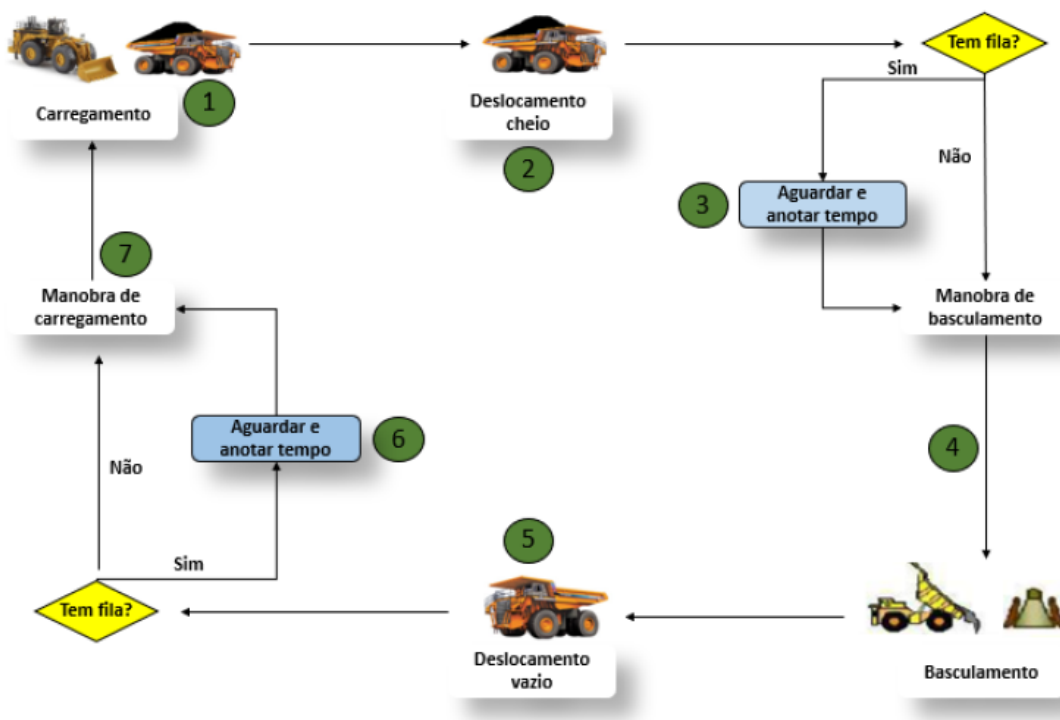 Carregamento
1
Deslocamento
cheio
2
Tem fila?
Sim
Não
3
Aguardar e
anotar tempo
Manobra de
basculamento
4
Basculamento
5
Deslocamento
vazio
Tem fila?
Sim
Não
Aguardar e
anotar tempo
6
7
Manobra de
carregamento